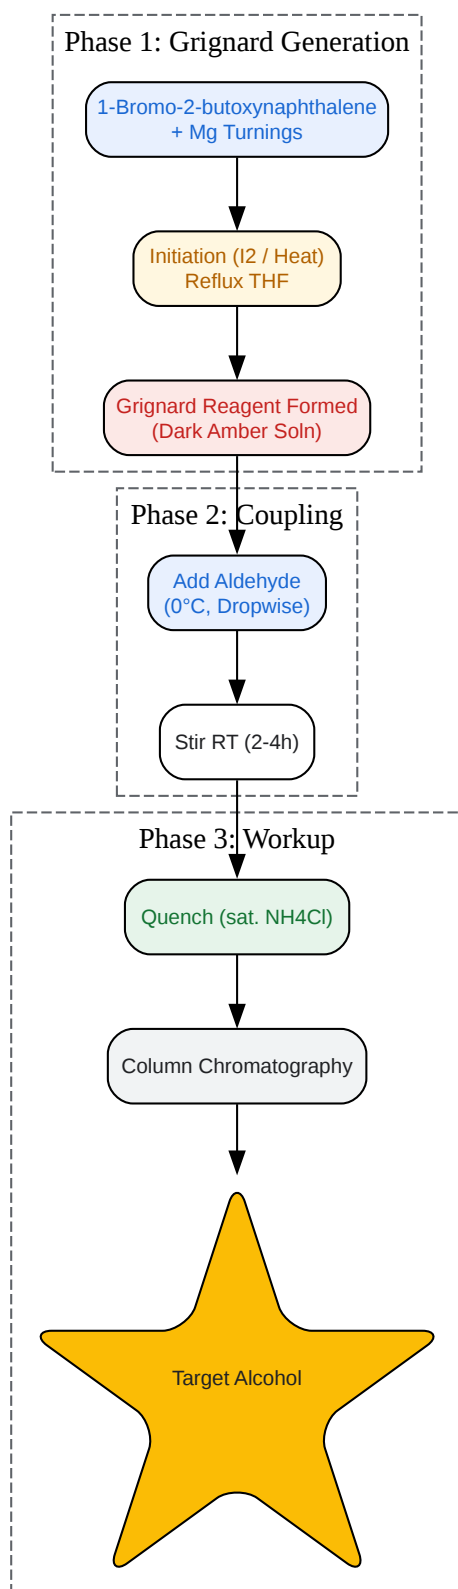 Phase 1: Grignard Generation
1-Bromo-2-butoxynaphthalene
+ Mg Turnings
Initiation (I2 / Heat)
Reflux THF
Grignard Reagent Formed
(Dark Amber Soln)
Phase 2: Coupling
Add Aldehyde
(0°C, Dropwise)
Stir RT (2-4h)
Phase 3: Workup
Quench (sat. NH4Cl)
Column Chromatography
Target Alcohol